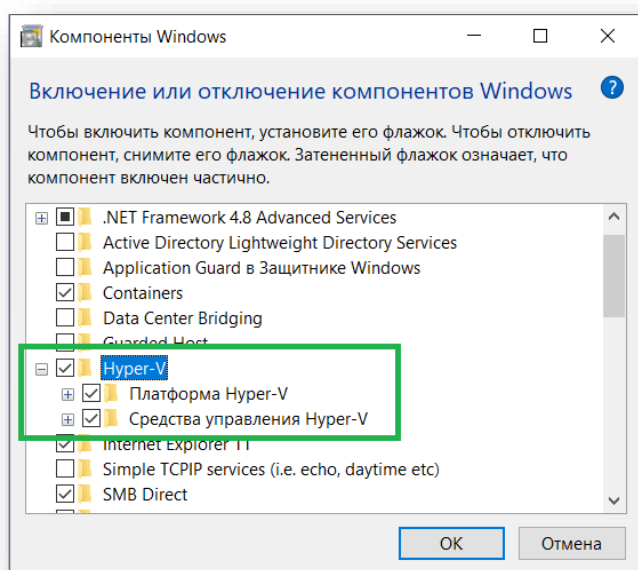 Компоненты Windows
Включение или отключение компонентов Windows
?
Чтобы включить компонент, установите его флажок. Чтобы отключить
компонент, снимите его флажок. Затененный флажок означает, что
компонент включен частично.
.NET Framework 4.8 Advanced Services
Active Directory Lightweight Directory Services
Application Guard в Защитнике Windows
Containers
Data Center Bridging
Guarded Host
Hyper-V
Платформа Hyper-V
Средства управления Hyper-V
Internet Explorer 11
Simple TCPIP services (i.e. echo, daytime etc)
SMB Direct
ОК
Отмена